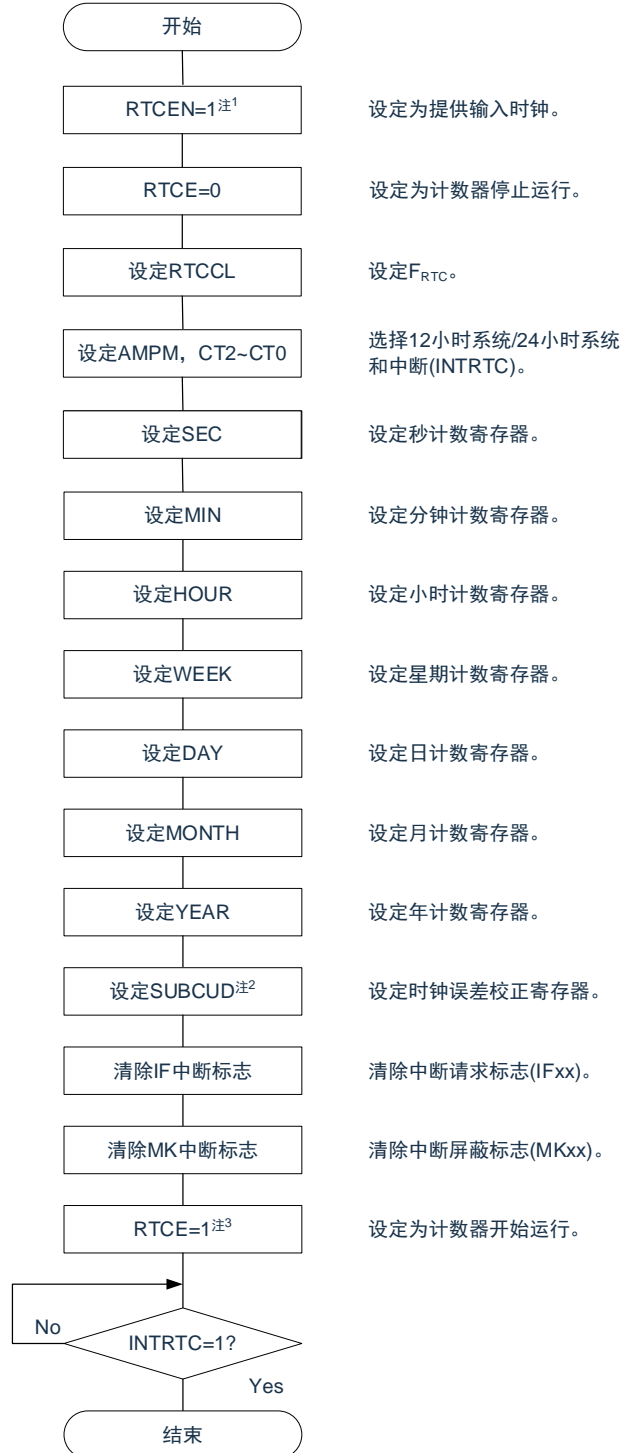 开始
RTCEN=1注1
设定为提供输入时钟。
RTCE=0
设定为计数器停止运行。
设定RTCCL
设定FRTC。
设定AMPM，CT2~CT0
选择12小时系统/24小时系统
和中断(INTRTC)。
设定SEC
设定秒计数寄存器。
设定MIN
设定分钟计数寄存器。
设定HOUR
设定小时计数寄存器。
设定WEEK
设定星期计数寄存器。
设定DAY
设定日计数寄存器。
设定MONTH
设定月计数寄存器。
设定YEAR
设定年计数寄存器。
设定SUBCUD注2
设定时钟误差校正寄存器。
清除IF中断标志
清除中断请求标志(IFxx)。
清除MK中断标志
清除中断屏蔽标志(MKxx)。
RTCE=1注3
设定为计数器开始运行。
No
INTRTC=1?
Yes
结束